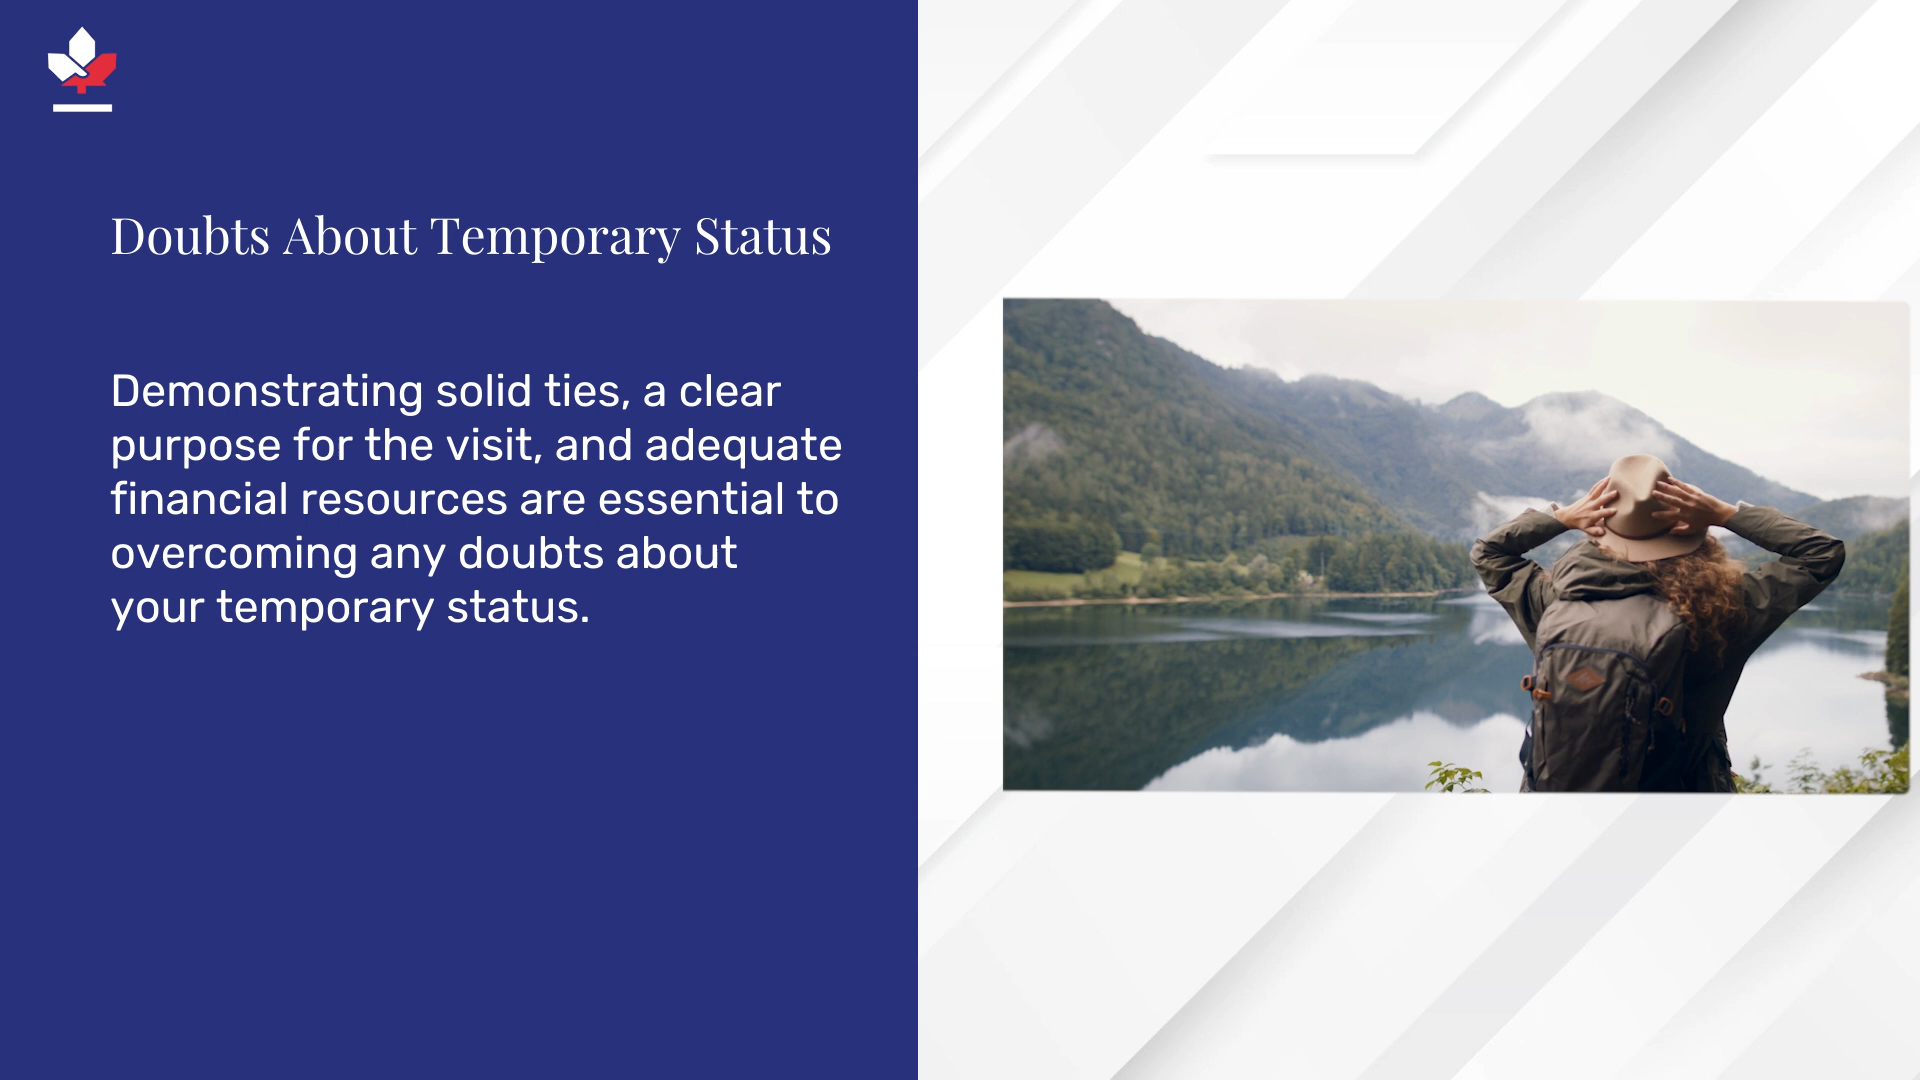 Doubts About Temporary Status
Demonstrating solid ties, a clear
purpose for the visit, and adequate
financial resources are essential to
overcoming any doubts about
your temporary status.